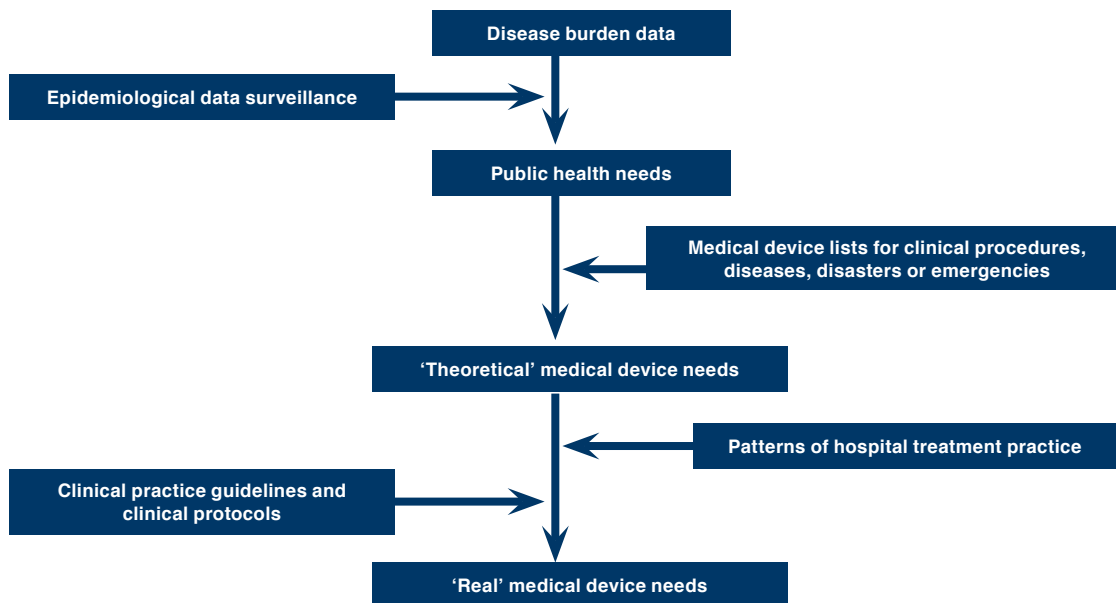 Disease burden data
Epidemiological data surveillance
Public health needs
Medical device lists for clinical procedures,
diseases, disasters or emergencies
‘Theoretical’ medical device needs
Patterns of hospital treatment practice
Clinical practice guidelines and
clinical protocols
‘Real’ medical device needs